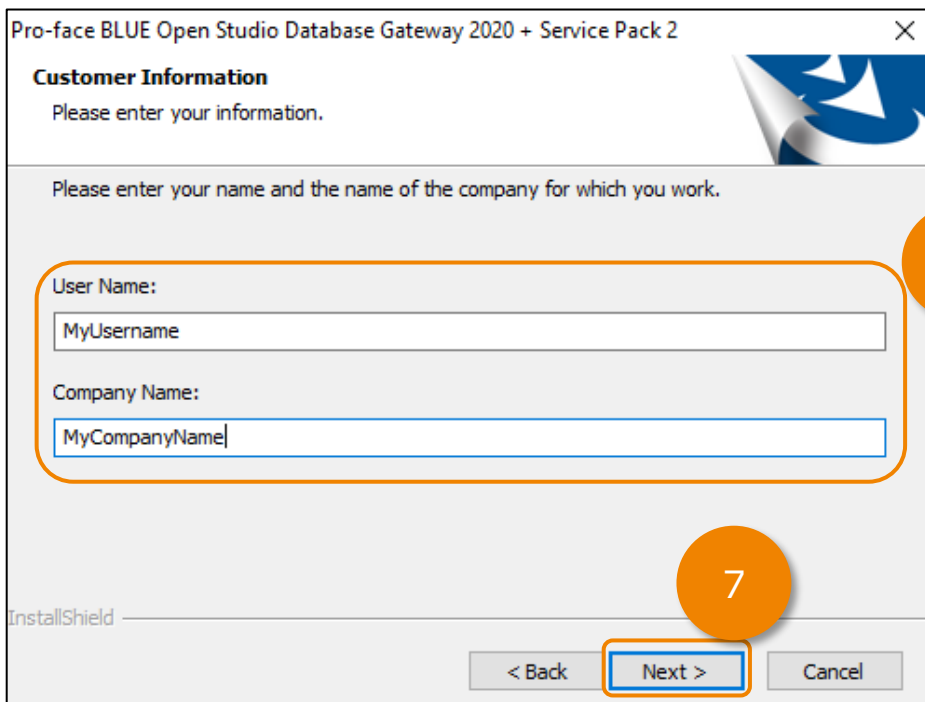 Pro-face BLUE Open Studio Database Gateway 2020 + Service Pack 2
Customer Information
Please enter your information.
Please enter your name and the name of the company for which you work.
User Name:
MyUsername
Company Name:
MyCompanyName
7
InstallShield
< Back Next > Cancel